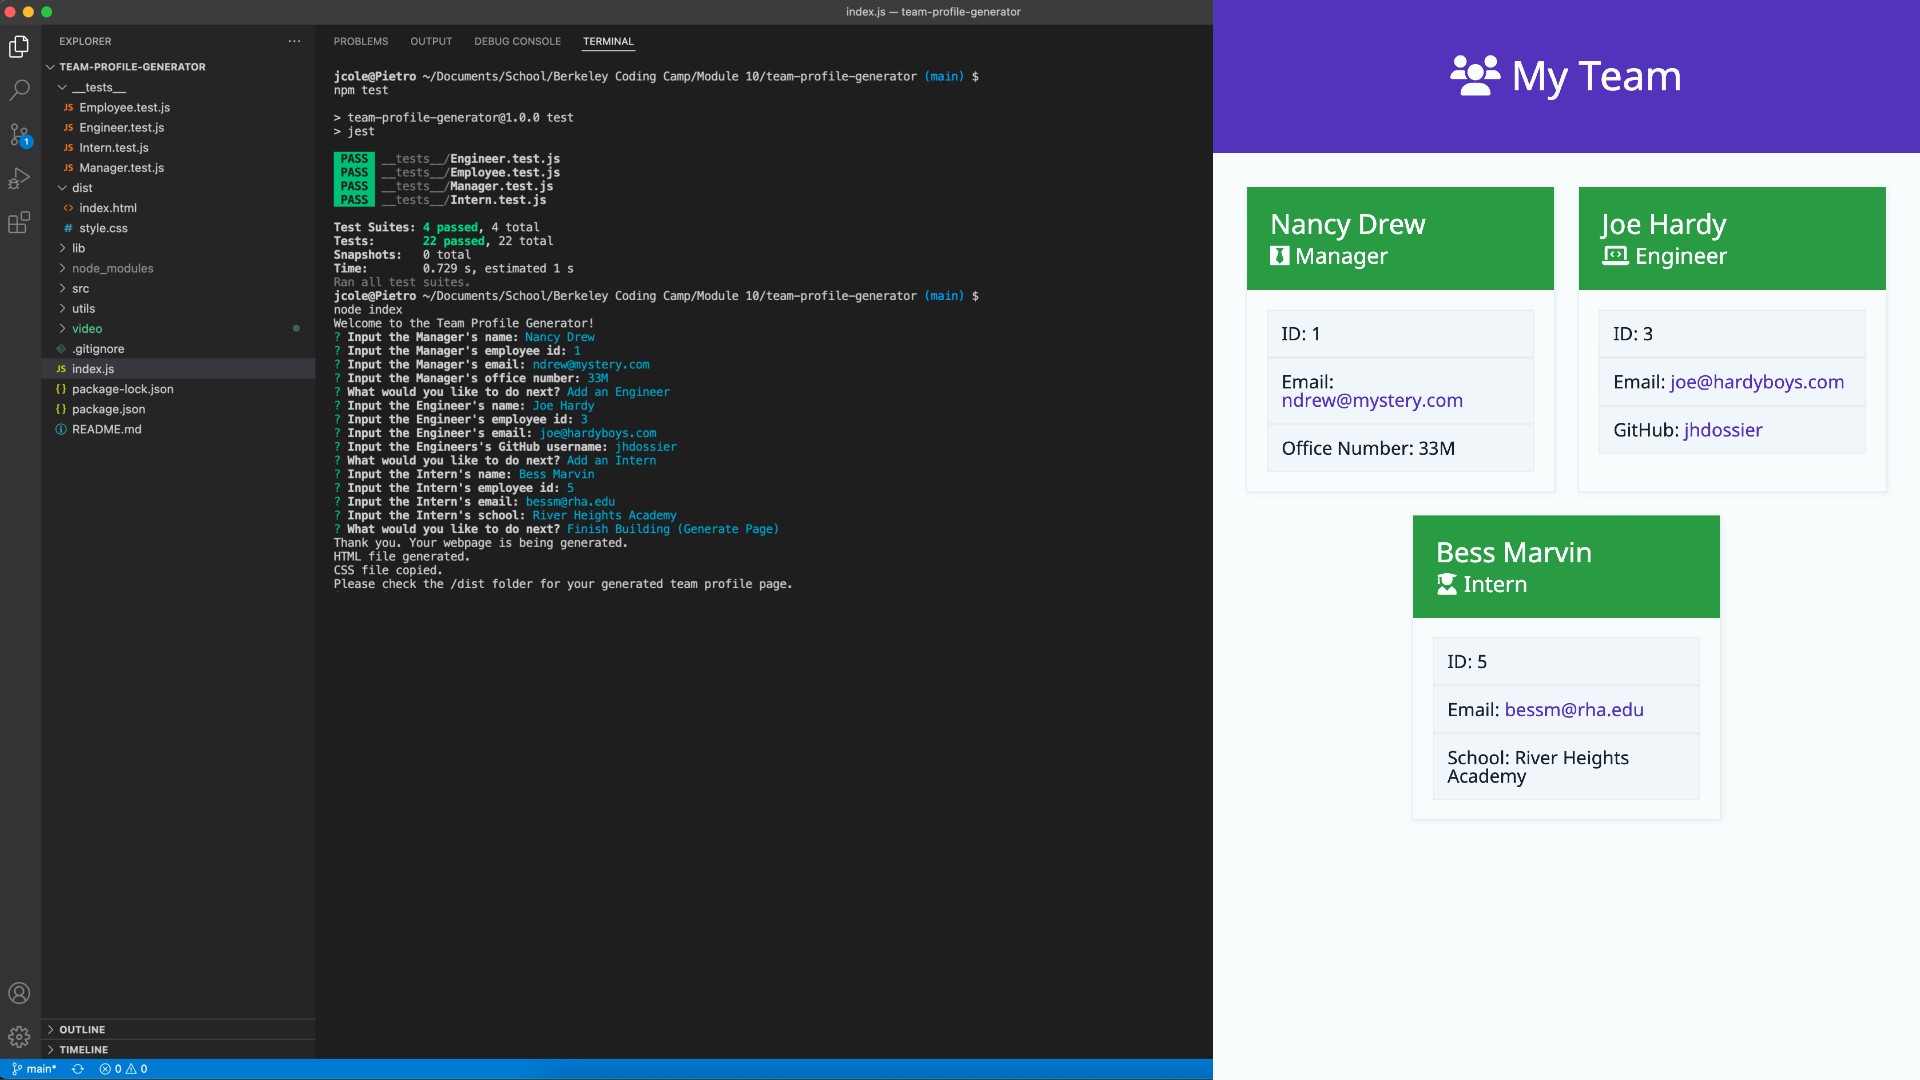 index.js — team-profile-generator
EXPLORER
TEAM-PROFILE-GENERATOR
__tests__
JS Employee.test.js
JS Engineer.test.js
JS Intern.test.js
JS Manager.test.js
dist
<> index.html
# style.css
lib
node_modules
src
utils
video
.gitignore
JS index.js
{} package-lock.json
{} package.json
README.md
OUTLINE
TIMELINE
1
main*
0 0
PROBLEMS OUTPUT DEBUG CONSOLE TERMINAL
jcole@Pietro ~/Documents/School/Berkeley Coding Camp/Module 10/team-profile-generator (main) $
npm test
> team-profile-generator@1.0.0 test
> jest
PASS __tests__/Engineer.test.js
PASS __tests__/Employee.test.js
PASS __tests__/Manager.test.js
PASS __tests__/Intern.test.js
Test Suites: 4 passed, 4 total
Tests: 22 passed, 22 total
Snapshots: 0 total
Time: 0.729 s, estimated 1 s
Ran all test suites.
jcole@Pietro ~/Documents/School/Berkeley Coding Camp/Module 10/team-profile-generator (main) $
node index
Welcome to the Team Profile Generator!
? Input the Manager's name: Nancy Drew
? Input the Manager's employee id: 1
? Input the Manager's email: ndrew@mystery.com
? Input the Manager's office number: 33M
? What would you like to do next? Add an Engineer
? Input the Engineer's name: Joe Hardy
? Input the Engineer's employee id: 3
? Input the Engineer's email: joe@hardyboys.com
? Input the Engineers's GitHub username: jhdossier
? What would you like to do next? Add an Intern
? Input the Intern's name: Bess Marvin
? Input the Intern's employee id: 5
? Input the Intern's email: bessm@rha.edu
? Input the Intern's school: River Heights Academy
? What would you like to do next? Finish Building (Generate Page)
Thank you. Your webpage is being generated.
HTML file generated.
CSS file copied.
Please check the /dist folder for your generated team profile page.
My Team
Nancy Drew
Manager
ID: 1
Email:
ndrew@mystery.com
Office Number: 33M
Joe Hardy
Engineer
ID: 3
Email: joe@hardyboys.com
GitHub: jhdossier
Bess Marvin
Intern
ID: 5
Email: bessm@rha.edu
School: River Heights
Academy